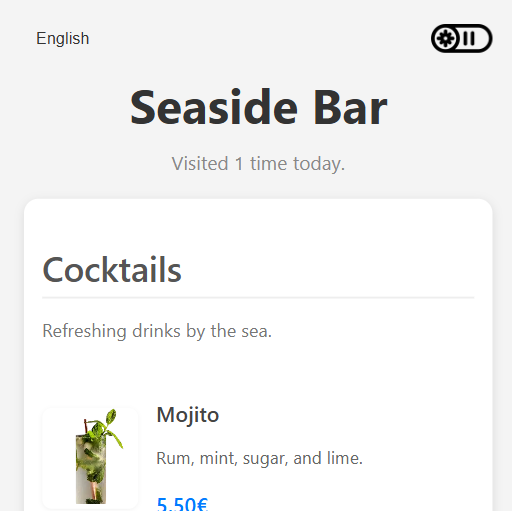 English
Seaside Bar
Visited 1 time today.
Cocktails
Refreshing drinks by the sea.
Mojito
Rum, mint, sugar, and lime.
5.50€